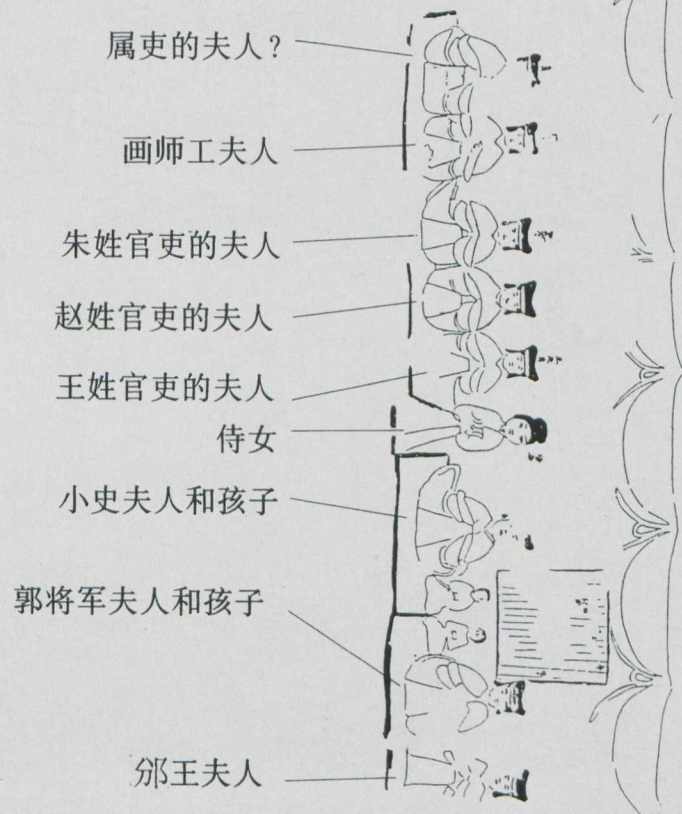 属吏的夫人?
画师工夫人
朱姓官吏的夫人
赵姓官吏的夫人
王姓官吏的夫人
侍女
小史夫人和孩子
郭将军夫人和孩子
邠王夫人